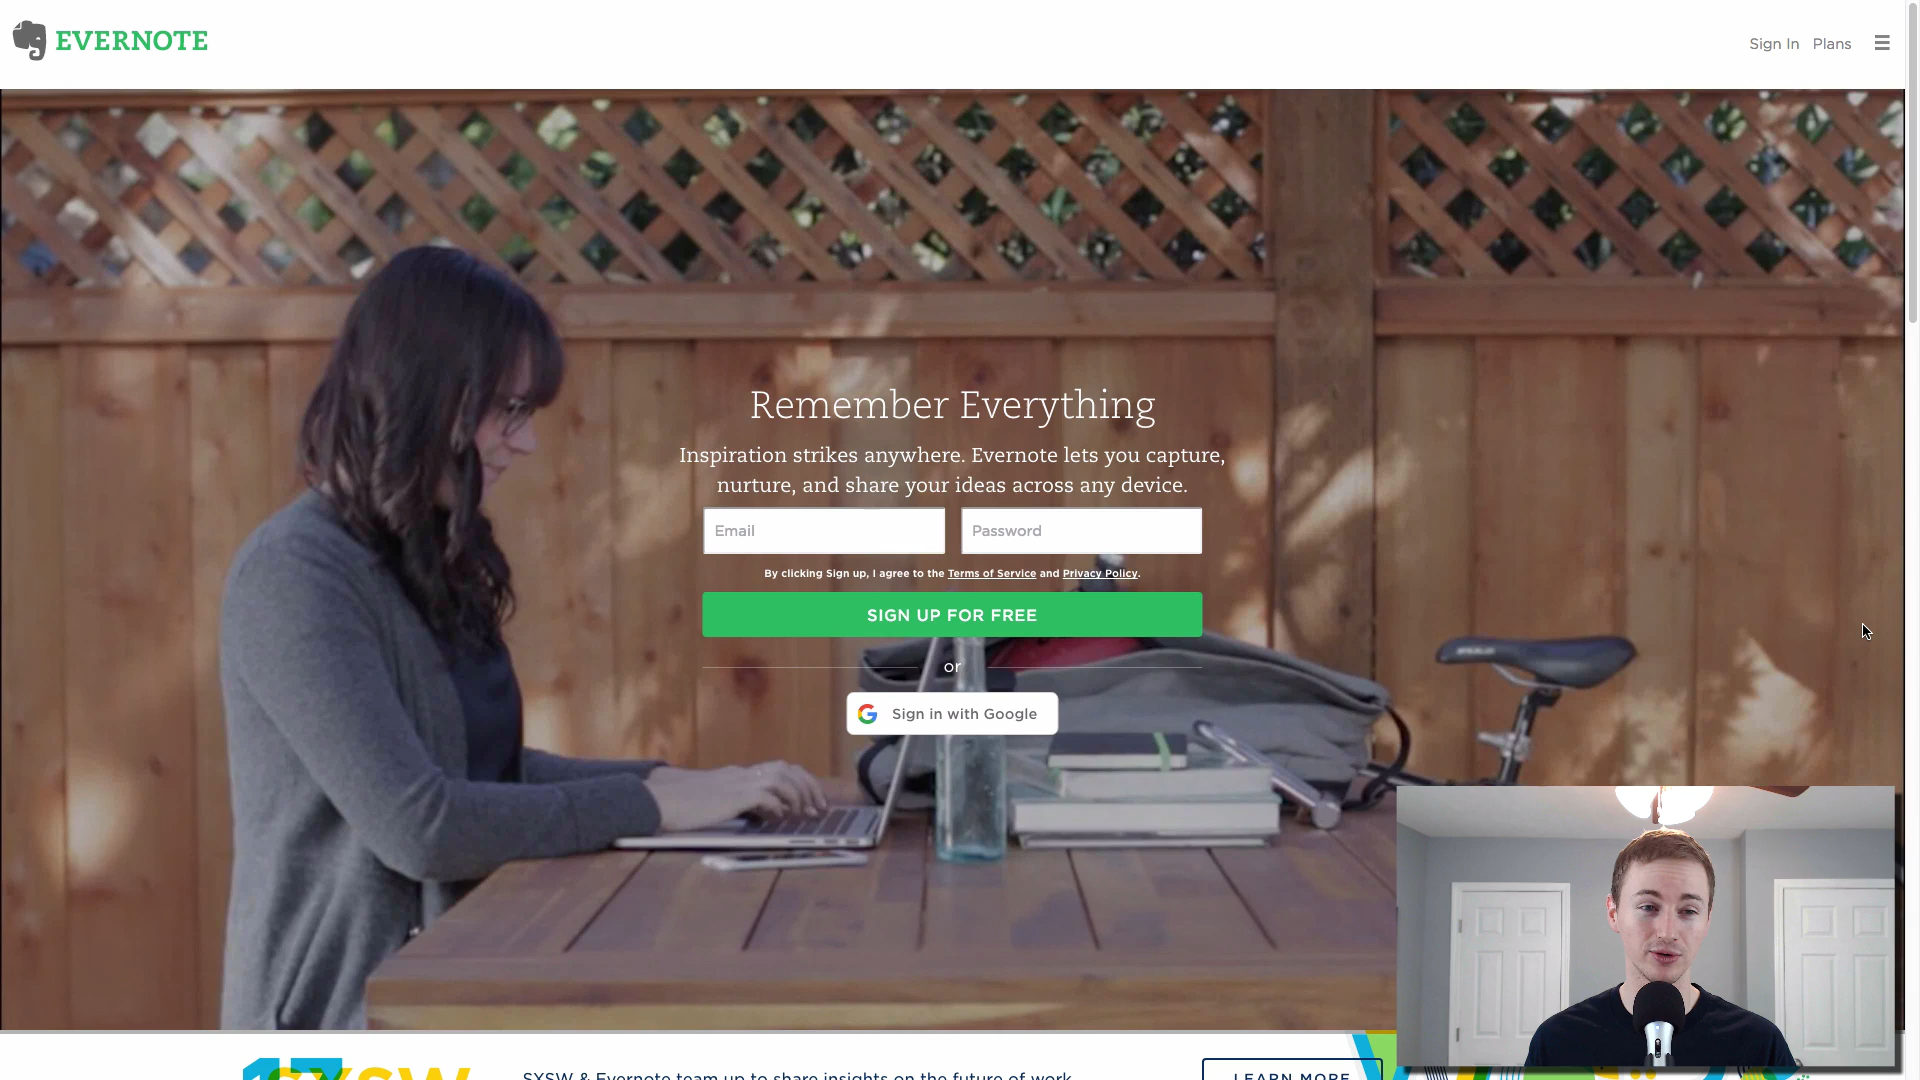 EVERNOTE
Sign In Plans
Remember Everything
Inspiration strikes anywhere. Evernote lets you capture,
nurture, and share your ideas across any device.
Email Password
By clicking Sign up, I agree to the Terms of Service and Privacy Policy.
SIGN UP FOR FREE
or
Sign in with Google
17 SXSW SXSW & Evernote team up to share insights on the future of work LEARN MORE